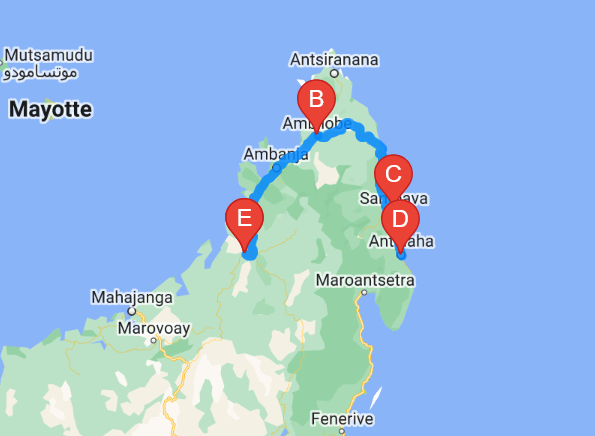 Mutsamudu
موتسامودو
Mayotte
Antsiranana
B
Ambanja
C
D
E
Maroantsetra
Mahajanga
Marovoay
Fenerive